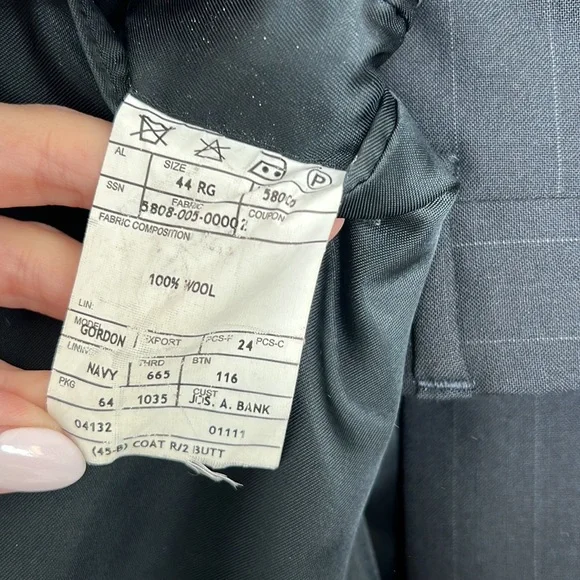 P
AL SIZE 44 RG 5800
SSN FABRIC 5808-005-00002 COUPON
FABRIC COMPOSITION
100% WOOL
LIN:
MODEL GORDON EXPORT PCS-F 24 PCS-C
LINING NAVY THRD 665 BTN 116
PKG 64 1035 CUST JOS. A. BANK
04132 01111
COAT R/2 BUTT